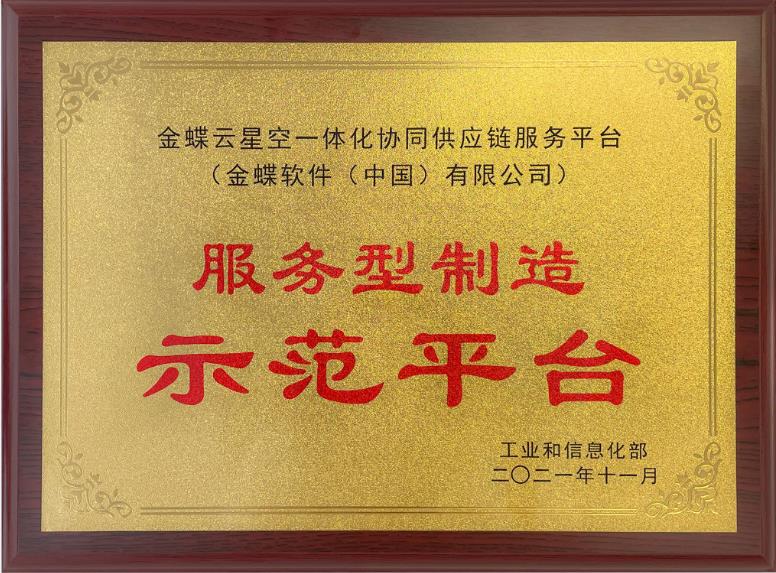 金蝶云星空一体化协同供应链服务平台
（金蝶软件（中国）有限公司）
服务型制造
示范平台
工业和信息化部
二〇二一年十一月